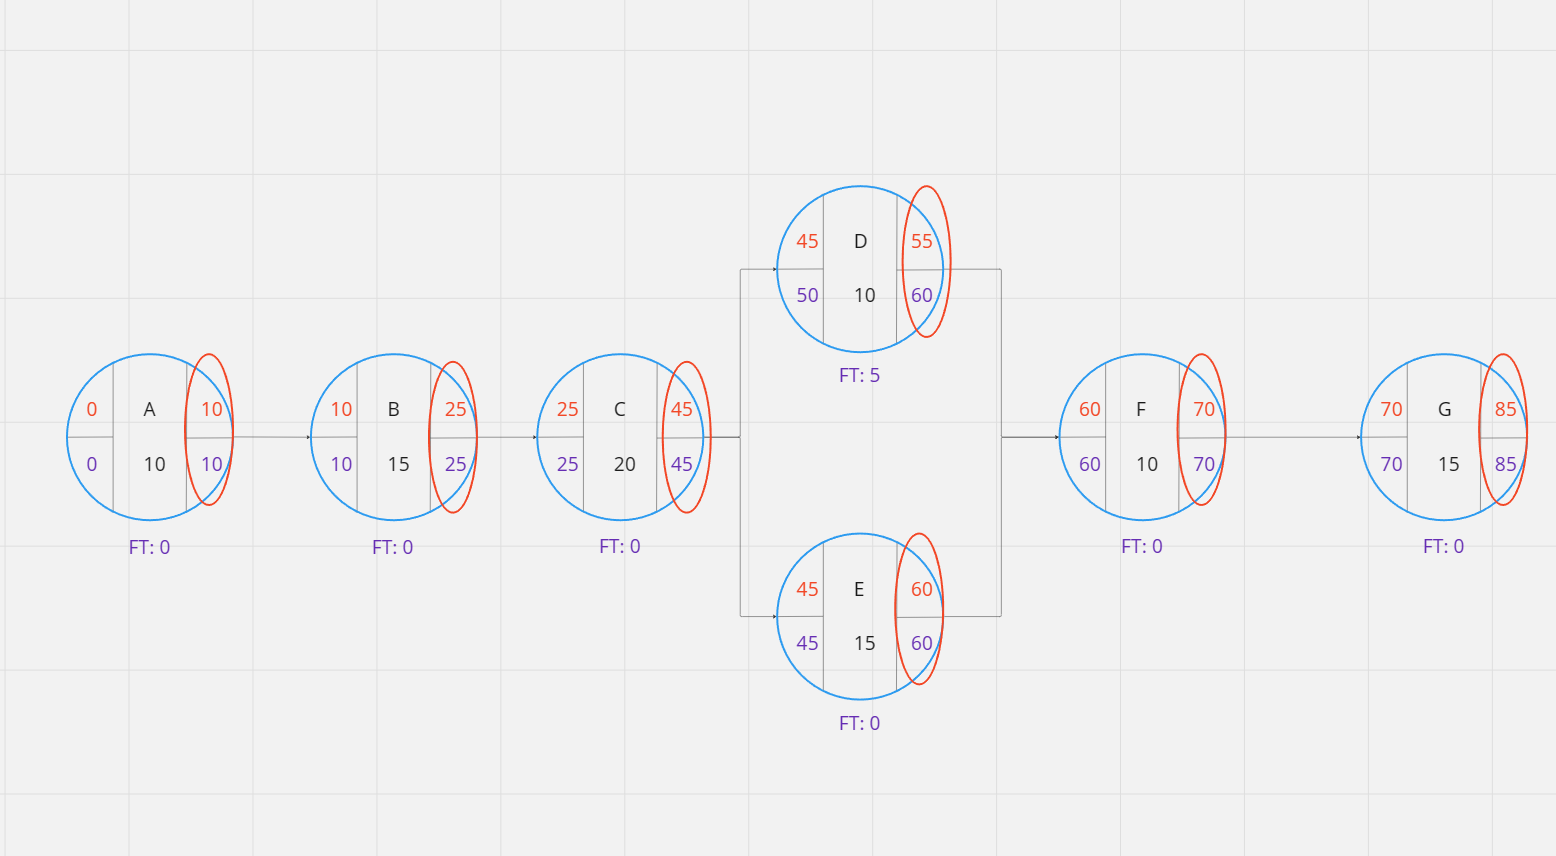 0 A 10
0 10 10
FT: 0
10 B 25
10 15 25
FT: 0
25 C 45
25 20 45
FT: 0
45 D 55
50 10 60
FT: 5
45 E 60
45 15 60
FT: 0
60 F 70
60 10 70
FT: 0
70 G 85
70 15 85
FT: 0